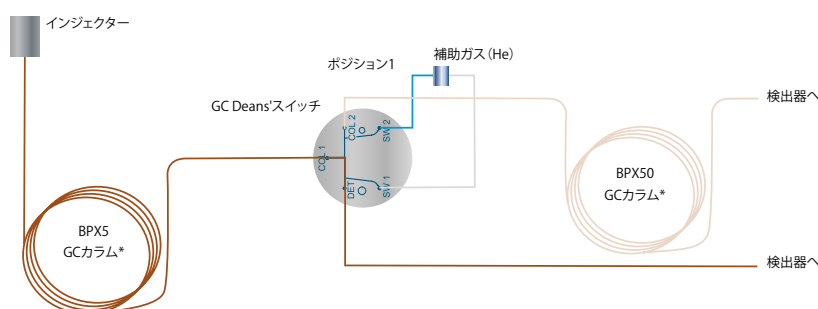 インジェクター
補助ガス（He）
ポジション1
検出器へ
GC Deans'スイッチ
COL 2
SW 2
COL 1
DET
SW 1
BPX50
GCカラム*
BPX5
GCカラム*
検出器へ